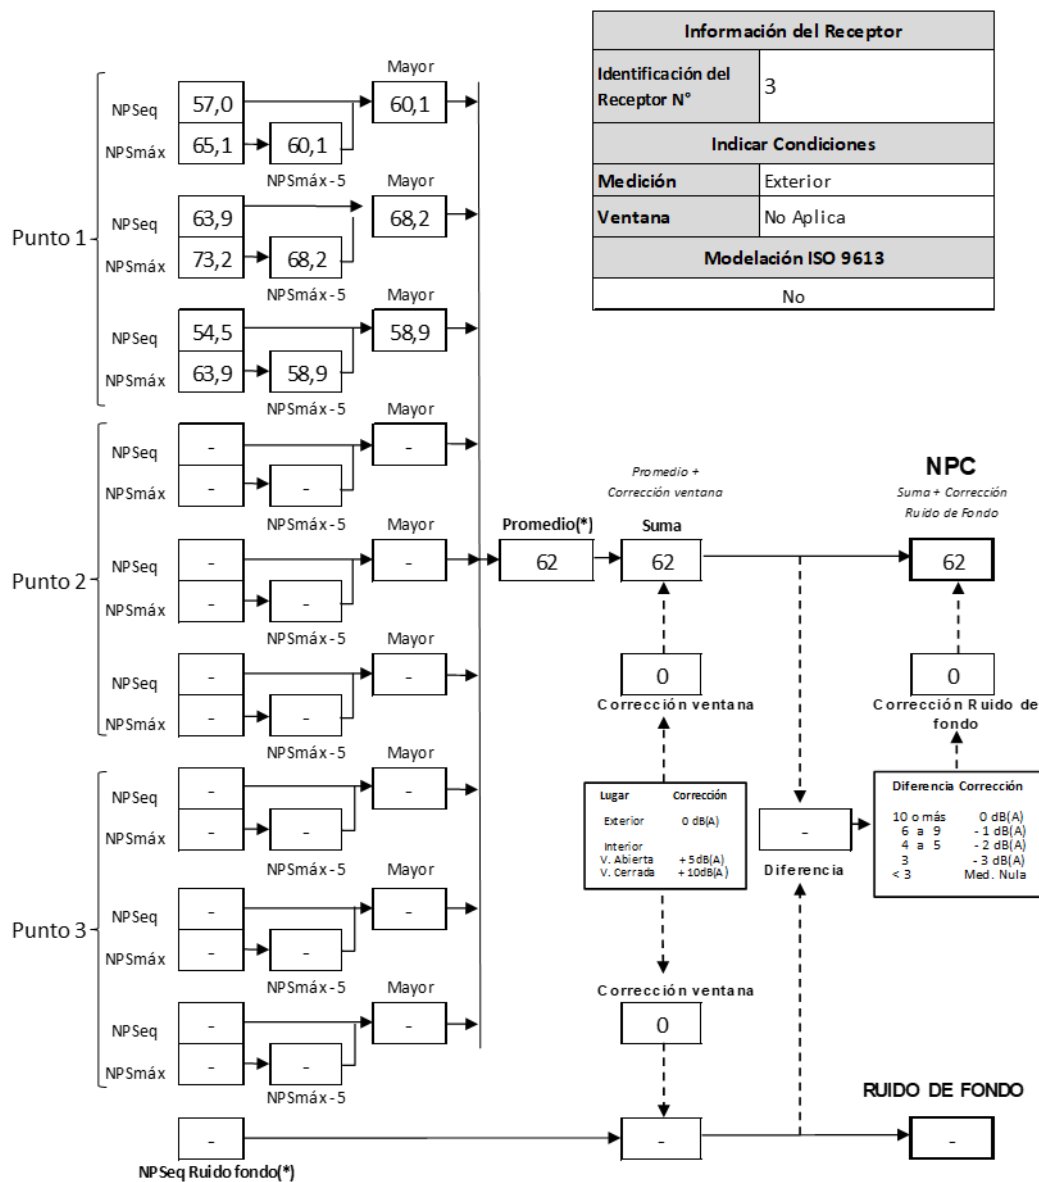 Información del Receptor
Identificación del
Receptor N°
3
Indicar Condiciones
Medición
Exterior
Ventana
No Aplica
Modelación ISO 9613
No
Punto 1
Mayor
NPSeq
57,0
60,1
NPSmáx
65,1
60,1
NPSmáx - 5
Mayor
NPSeq
63,9
68,2
NPSmáx
73,2
68,2
NPSmáx - 5
Mayor
NPSeq
54,5
58,9
NPSmáx
63,9
58,9
NPSmáx - 5
Punto 2
Mayor
NPSeq
-
-
NPSmáx
-
-
NPSmáx - 5
Mayor
NPSeq
-
-
NPSmáx
-
-
NPSmáx - 5
Mayor
NPSeq
-
-
NPSmáx
-
-
NPSmáx - 5
Punto 3
Mayor
NPSeq
-
-
NPSmáx
-
-
NPSmáx - 5
Mayor
NPSeq
-
-
NPSmáx
-
-
NPSmáx - 5
Mayor
NPSeq
-
-
NPSmáx
-
-
NPSmáx - 5
Promedio(*)
62
Promedio +
Corrección ventana
Suma
62
NPC
Suma + Corrección
Ruido de Fondo
62
0
Corrección ventana
0
Corrección Ruido de
fondo
Lugar Corrección
Exterior 0 dB(A)
Interior
V. Abierta + 5dB(A)
V. Cerrada + 10dB(A)
-
Diferencia
Diferencia Corrección
10 o más 0 dB(A)
6 a 9 - 1 dB(A)
4 a 5 - 2 dB(A)
3 - 3 dB(A)
< 3 Med. Nula
Corrección ventana
0
RUIDO DE FONDO
-
-
-
NPSeq Ruido fondo(*)